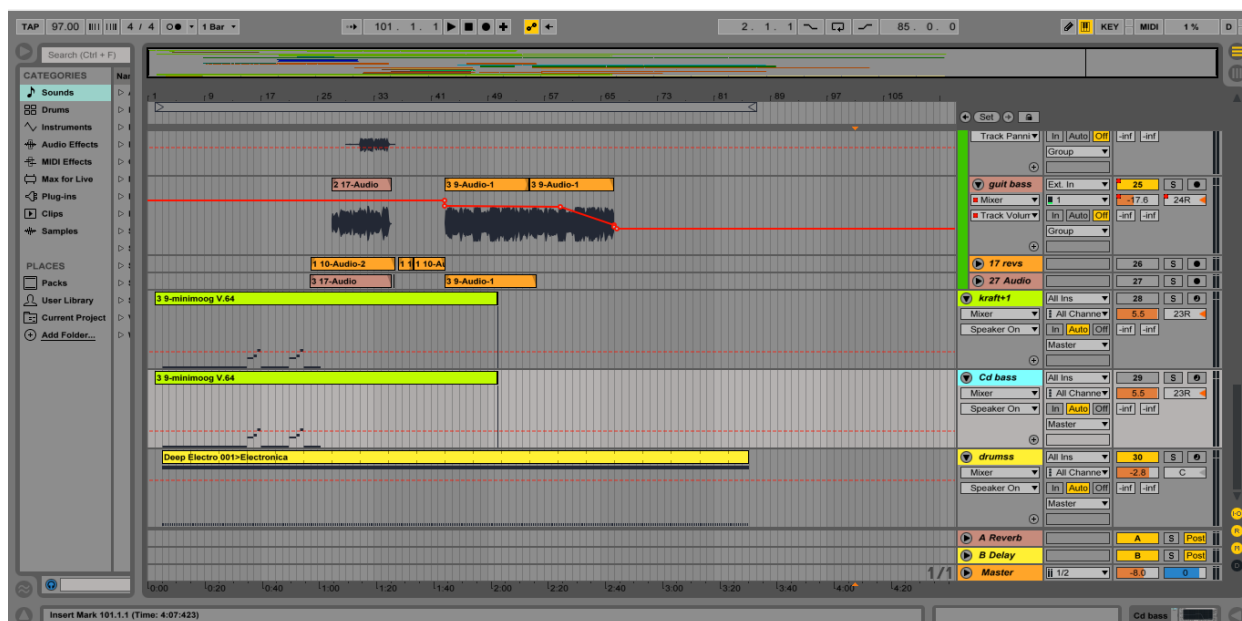 TAP 97.00 4 / 4 1 Bar 101. 1. 1 2. 1. 1 85. 0. 0 KEY MIDI 1 % D
Search (Ctrl + F)
CATEGORIES Nar
Sounds
Drums
Instruments
Audio Effects
MIDI Effects
Max for Live
Plug-ins
Clips
Samples
PLACES
Packs
User Library
Current Project
Add Folder...
1 9 17 25 33 41 49 57 65 73 81 89 97 105
Set
Track Panni In Auto Off -inf -inf
Group
2 17-Audio 3 9-Audio-1 3 9-Audio-1 guit bass Ext. In 25 S
Mixer 1 -17.6 24R
Track Volum In Auto Off -inf -inf
Group
1 10-Audio-2 1 1 1 10-Au 17 revs 26 S
3 17-Audio 3 9-Audio-1 27 Audio 27 S
3 9-minimoog V.64 kraft+1 All Ins 28 S
Mixer All Channe 5.5 23R
Speaker On In Auto Off -inf -inf
Master
3 9-minimoog V.64 Cd bass All Ins 29 S
Mixer All Channe 5.5 23R
Speaker On In Auto Off -inf -inf
Master
Deep Electro 001>Electronica drumss All Ins 30 S
Mixer All Channe -2.8 C
Speaker On In Auto Off -inf -inf
Master
A Reverb A S Post
B Delay B S Post
1/1 Master 1/2 -8.0 0
0:00 0:20 0:40 1:00 1:20 1:40 2:00 2:20 2:40 3:00 3:20 3:40 4:00 4:20
Insert Mark 101.1.1 (Time: 4:07:423) Cd bass